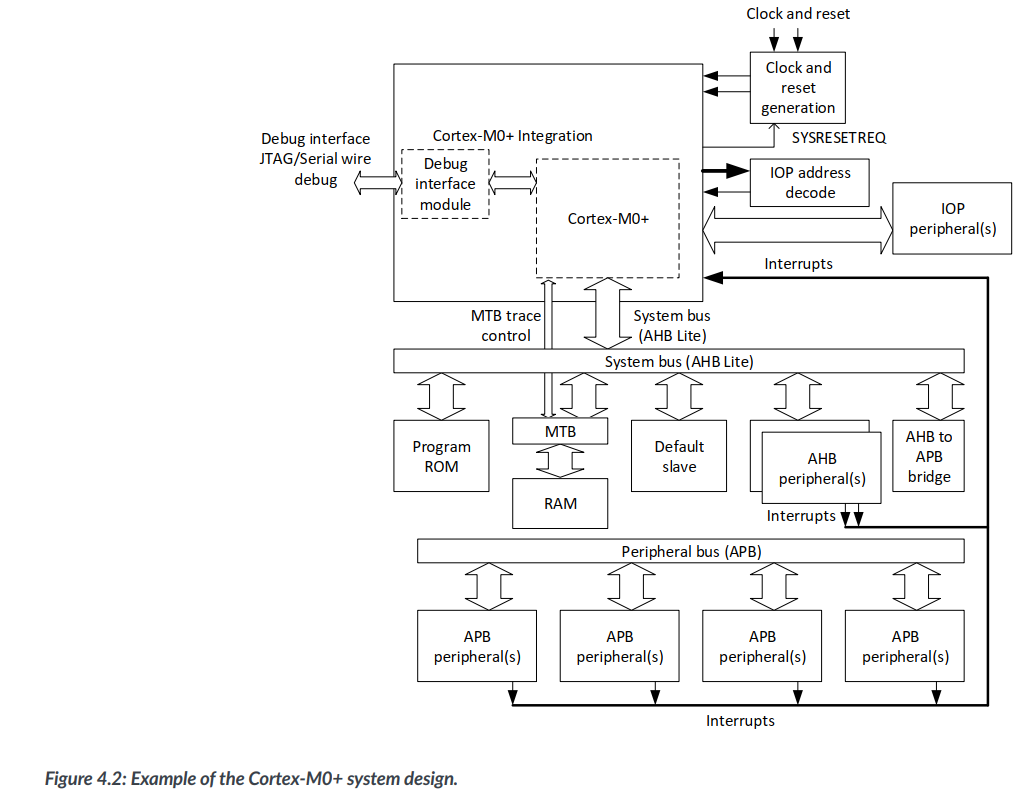 Clock and reset
Clock and
reset
generation
SYSRESETREQ
Cortex-M0+ Integration
Debug interface
JTAG/Serial wire
debug
Debug
interface
module
Cortex-M0+
IOP address
decode
IOP
peripheral(s)
Interrupts
MTB trace
control
System bus
(AHB Lite)
System bus (AHB Lite)
Program
ROM
MTB
RAM
Default
slave
AHB
peripheral(s)
AHB to
APB
bridge
Interrupts
Peripheral bus (APB)
APB
peripheral(s)
APB
peripheral(s)
APB
peripheral(s)
APB
peripheral(s)
Interrupts
Figure 4.2: Example of the Cortex-M0+ system design.